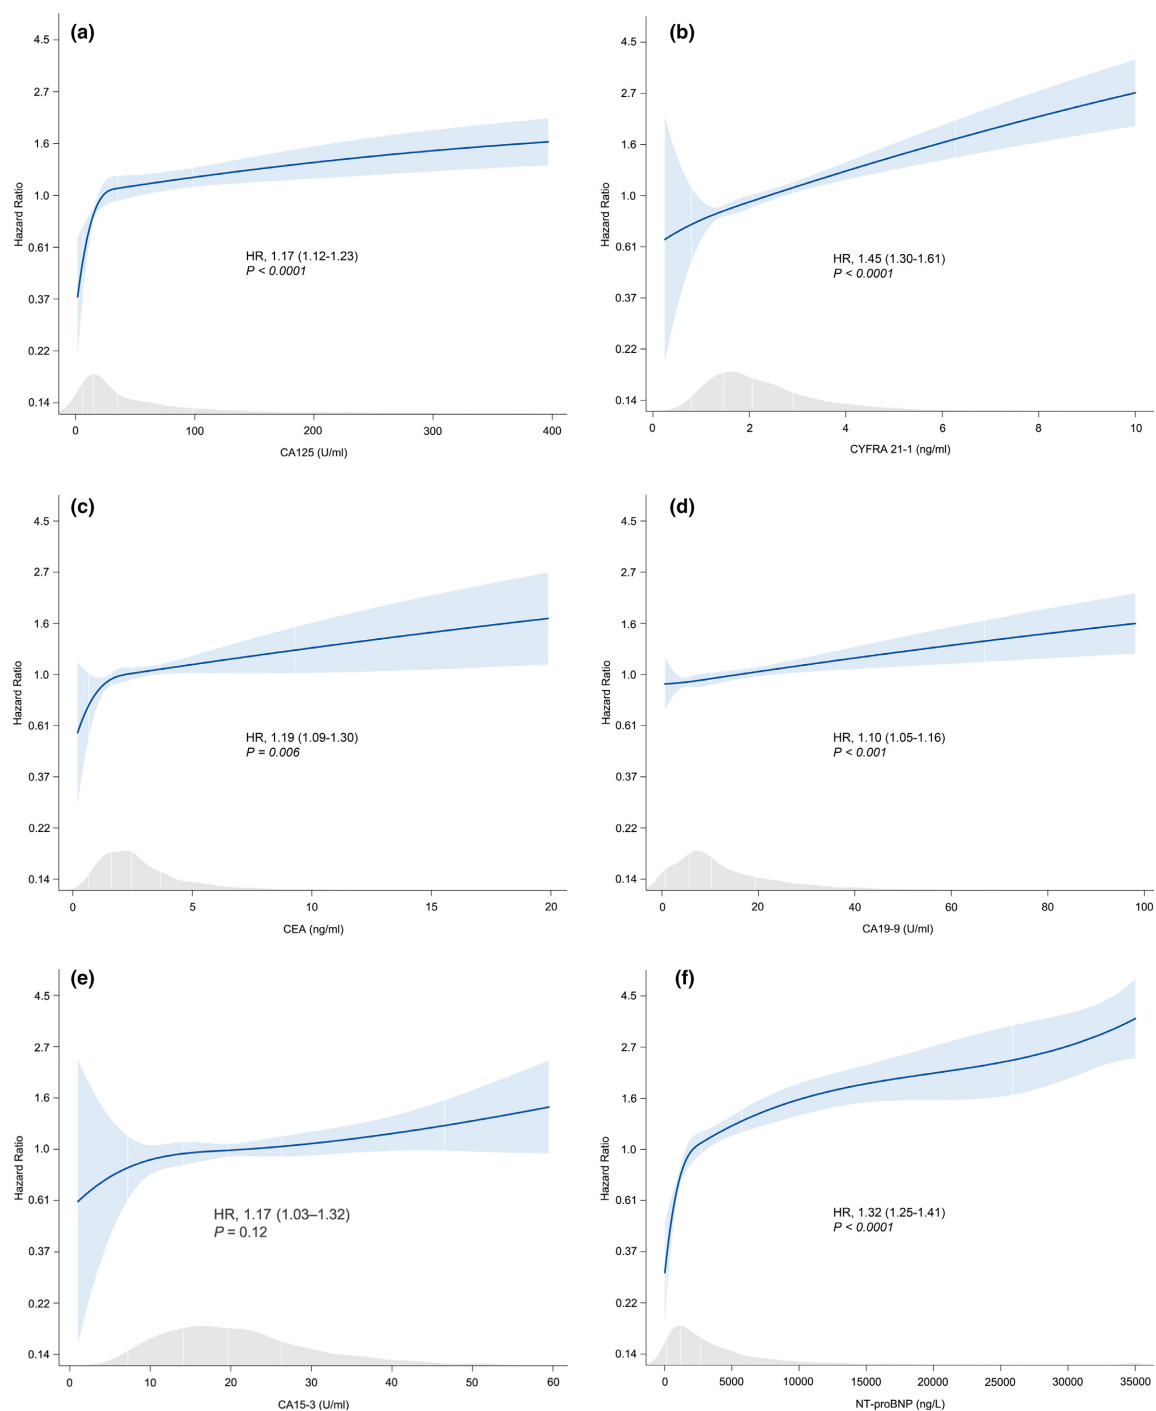 (a)
4.5
2.7
1.6
1.0
0.61
0.37
0.22
0.14
Hazard Ratio
HR, 1.17 (1.12-1.23)
P < 0.0001
0 100 200 300 400
CA125 (U/ml)
(b)
4.5
2.7
1.6
1.0
0.61
0.37
0.22
0.14
Hazard Ratio
HR, 1.45 (1.30-1.61)
P < 0.0001
0 2 4 6 8 10
CYFRA 21-1 (ng/ml)
(c)
4.5
2.7
1.6
1.0
0.61
0.37
0.22
0.14
Hazard Ratio
HR, 1.19 (1.09-1.30)
P = 0.006
0 5 10 15 20
CEA (ng/ml)
(d)
4.5
2.7
1.6
1.0
0.61
0.37
0.22
0.14
Hazard Ratio
HR, 1.10 (1.05-1.16)
P < 0.001
0 20 40 60 80 100
CA19-9 (U/ml)
(e)
4.5
2.7
1.6
1.0
0.61
0.37
0.22
0.14
Hazard Ratio
HR, 1.17 (1.03–1.32)
P = 0.12
0 10 20 30 40 50 60
CA15-3 (U/ml)
(f)
4.5
2.7
1.6
1.0
0.61
0.37
0.22
0.14
Hazard Ratio
HR, 1.32 (1.25-1.41)
P < 0.0001
0 5000 10000 15000 20000 25000 30000 35000
NT-proBNP (ng/L)